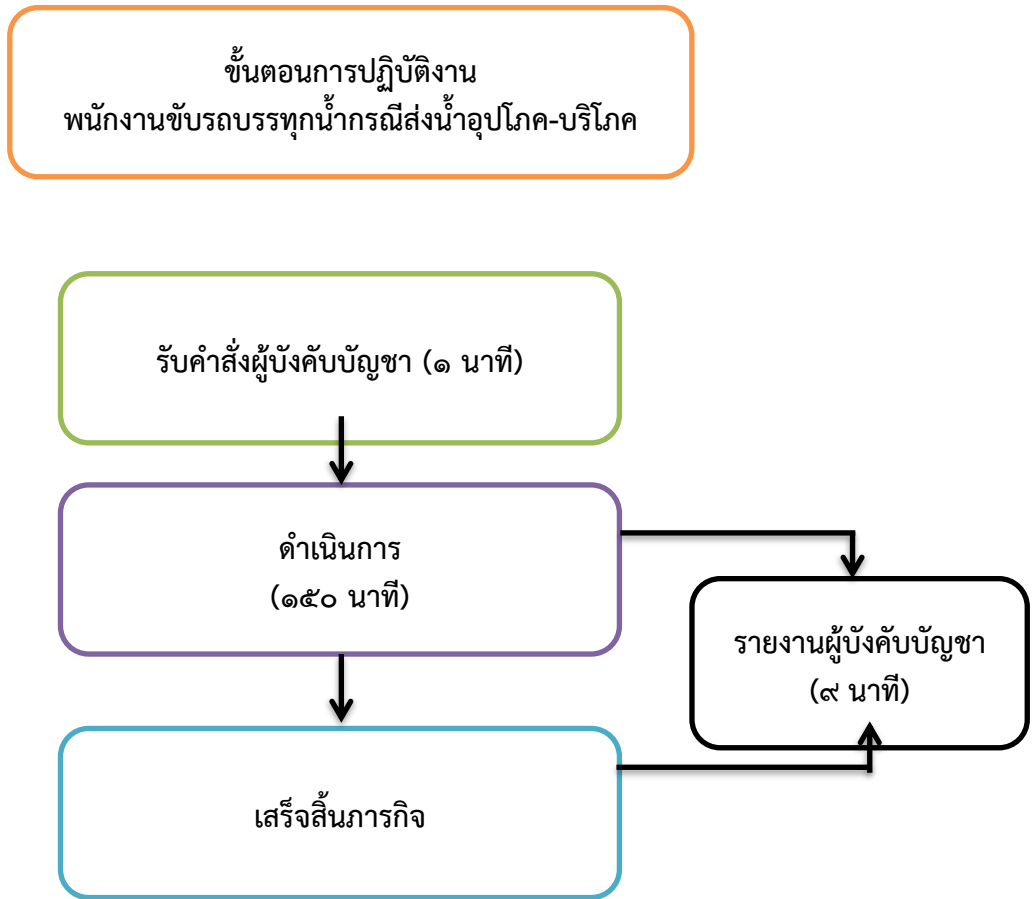 ขั้นตอนการปฏิบัติงาน
พนักงานขับรถบรรทุกน้ำกรณีส่งน้ำอุปโภค-บริโภค
รับคำสั่งผู้บังคับบัญชา (๑ นาที)
ดำเนินการ
(๑๕๐ นาที)
รายงานผู้บังคับบัญชา
(๙ นาที)
เสร็จสิ้นภารกิจ